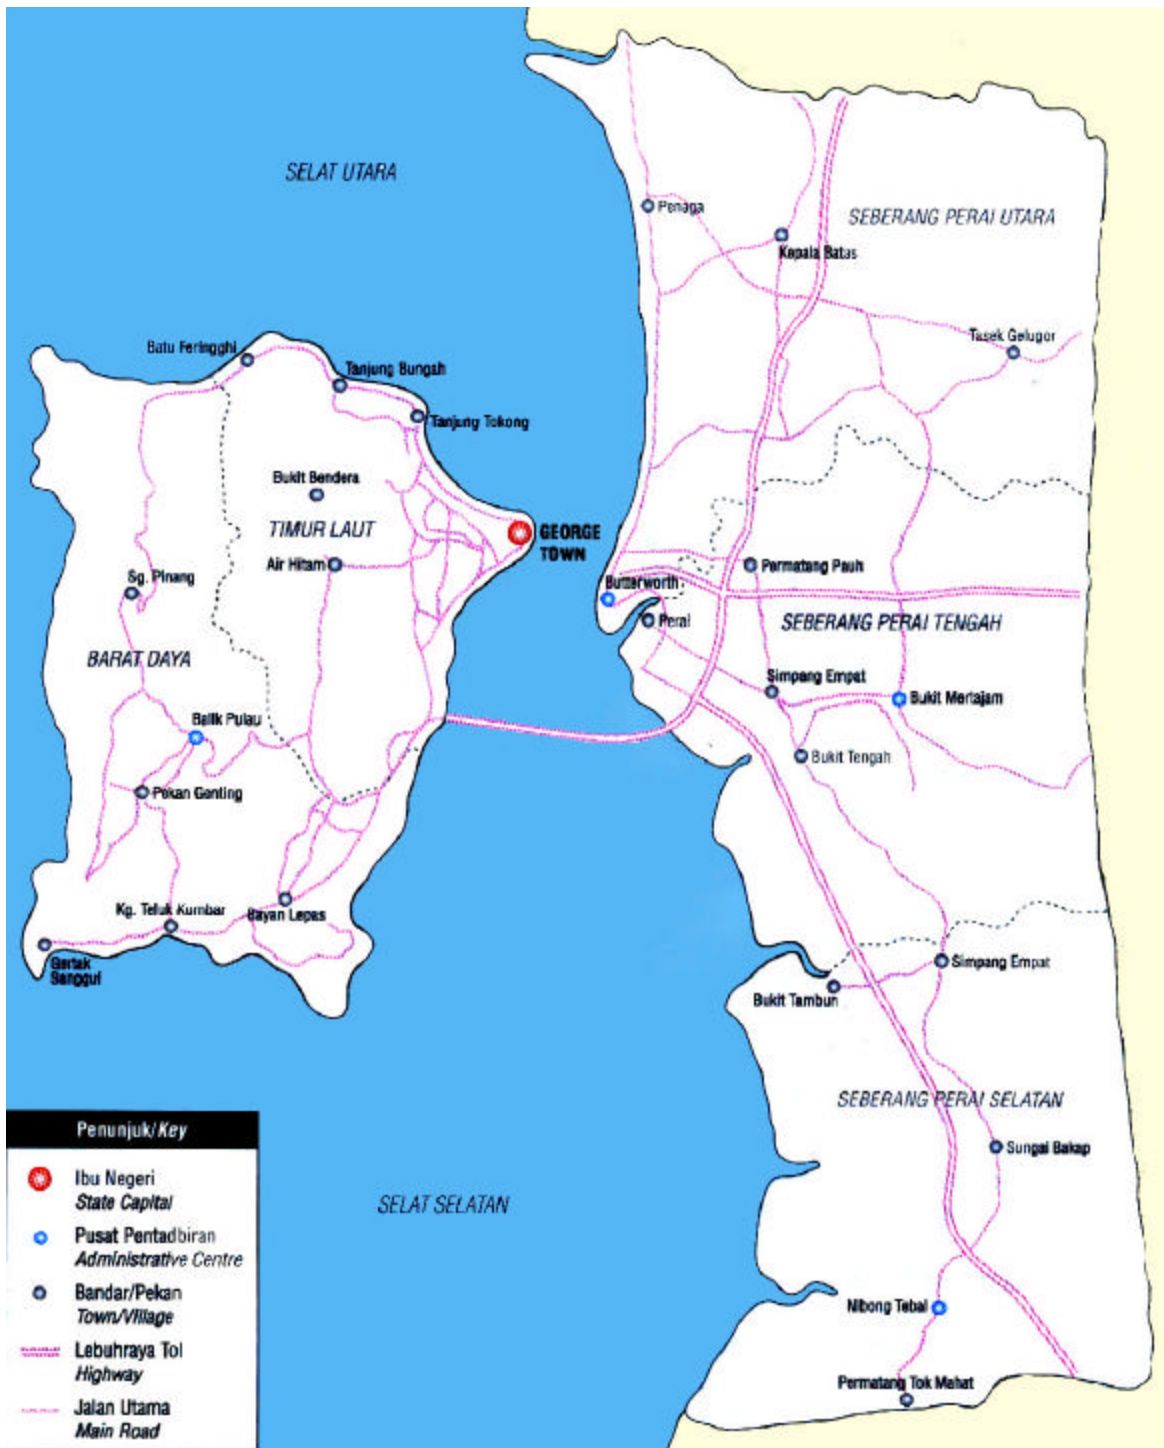 SELAT UTARA
Penaga
SEBERANG PERAI UTARA
Kepala Batas
Tasek Gelugor
Batu Feringghi
Tanjung Bungah
Tanjung Tokong
Bukit Bendera
TIMUR LAUT
GEORGE
TOWN
Air Hitam
Permatang Pauh
Sg. Pinang
Butterworth
Perai
SEBERANG PERAI TENGAH
BARAT DAYA
Simpang Empat
Bukit Mertajam
Balik Pulau
Bukit Tengah
Pekan Genting
Kg. Teluk Kumbar
Bayan Lepas
Gertak
Sanggul
Simpang Empat
Bukit Tambun
SEBERANG PERAI SELATAN
Sungai Bakap
SELAT SELATAN
Nibong Tebal
Permatang Tok Mahat
Penunjuk/Key
Ibu Negeri
State Capital
Pusat Pentadbiran
Administrative Centre
Bandar/Pekan
Town/Village
Lebuhraya Tol
Highway
Jalan Utama
Main Road